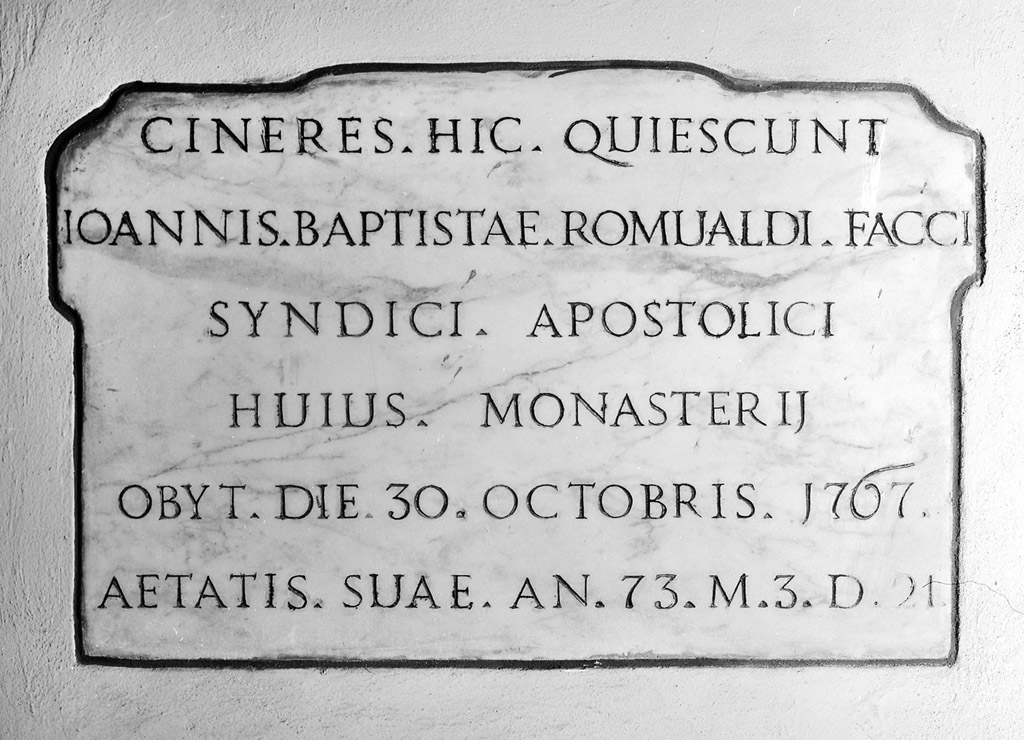 CINERES. HIC. QUIESCUNT
IOANNIS. BAPTISTAE. ROMUALDI. FACCI
SYNDICI. APOSTOLICI
HUIUS. MONASTERIJ
OBYT. DIE. 30. OCTOBRIS. J767.
AETATIS. SUAE. AN. 73. M. 3. D. 21.